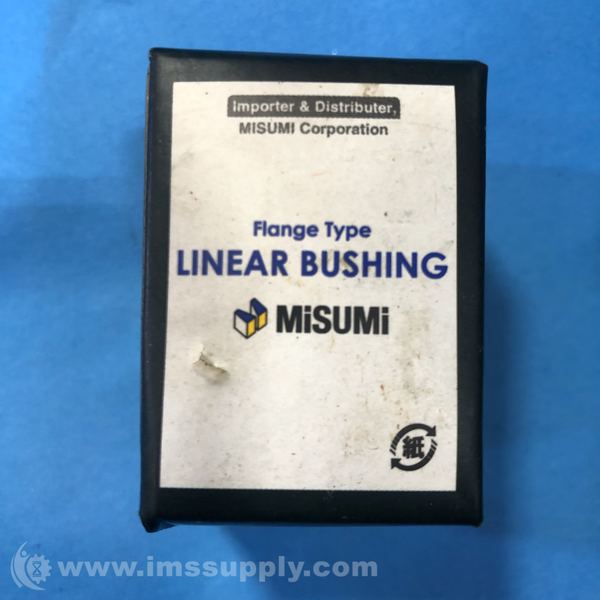 Importer & Distributer,
MISUMI Corporation
Flange Type
LINEAR BUSHING
MiSUMi
紙
www.imssupply.com